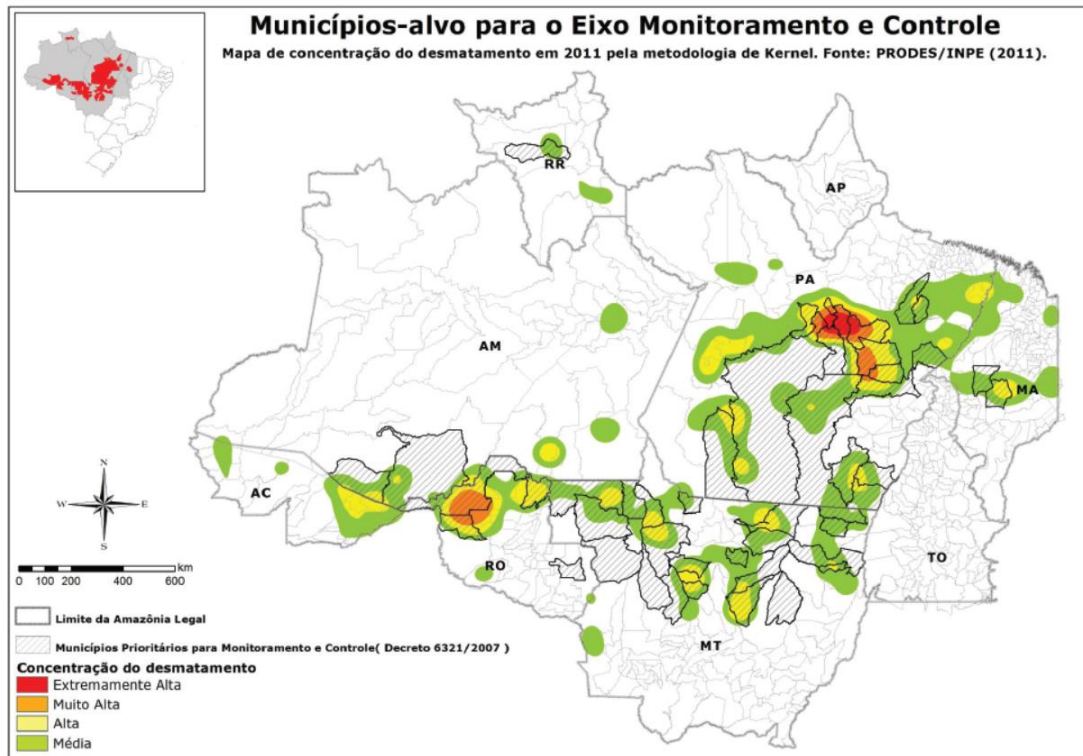 Municípios-alvo para o Eixo Monitoramento e Controle
Mapa de concentração do desmatamento em 2011 pela metodologia de Kernel. Fonte: PRODES/INPE (2011).
RR
AP
PA
AM
MA
AC
TO
RO
MT
N
W E
S
0 100 200 400 600
km
Limite da Amazônia Legal
Municípios Prioritários para Monitoramento e Controle( Decreto 6321/2007 )
Concentração do desmatamento
Extremamente Alta
Muito Alta
Alta
Média